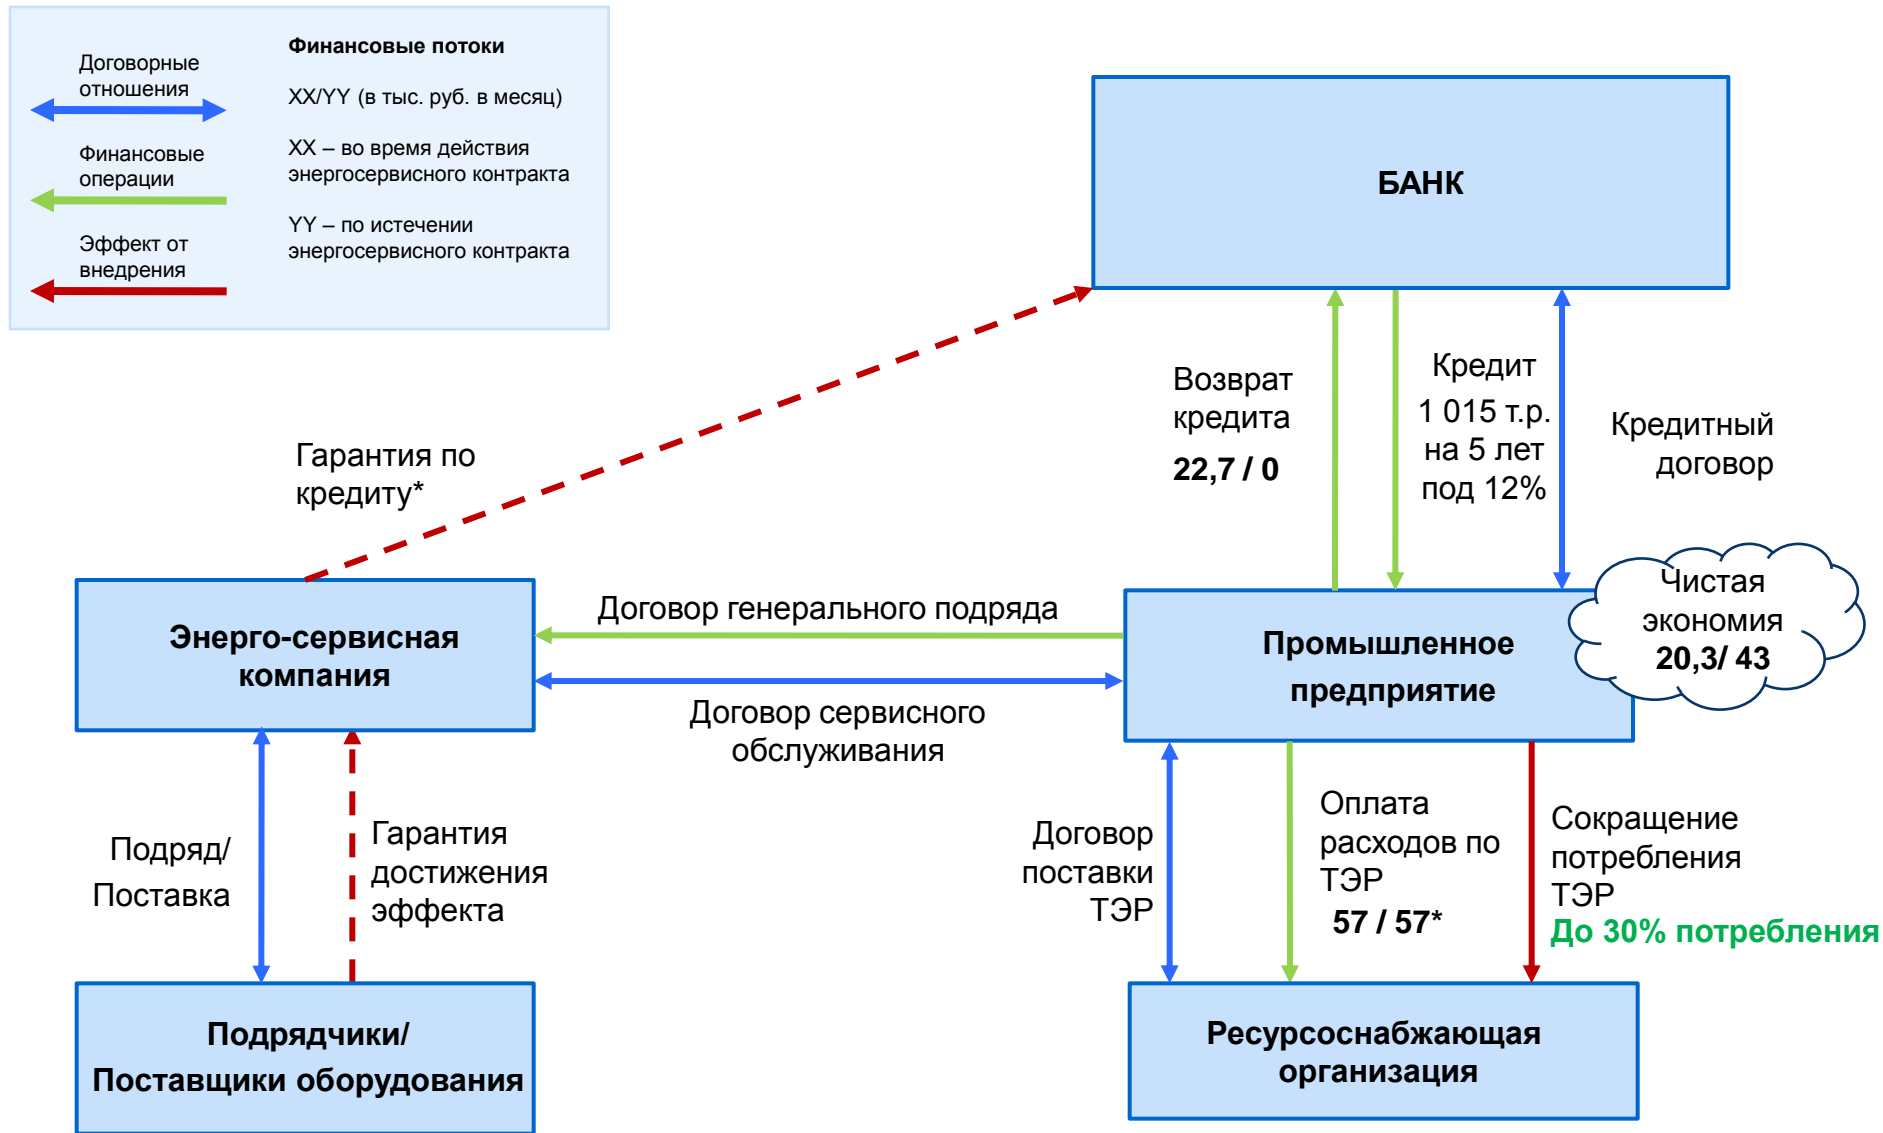 Договорные
отношения
Финансовые
операции
Эффект от
внедрения
Финансовые потоки
XX/YY (в тыс. руб. в месяц)
XX – во время действия
энергосервисного контракта
YY – по истечении
энергосервисного контракта
БАНК
Возврат
кредита
22,7 / 0
Кредит
1 015 т.р.
на 5 лет
под 12%
Кредитный
договор
Гарантия по
кредиту*
Чистая
экономия
20,3/ 43
Энерго-сервисная
компания
Договор генерального подряда
Договор сервисного
обслуживания
Промышленное
предприятие
Подряд/
Поставка
Гарантия
достижения
эффекта
Договор
поставки
ТЭР
Оплата
расходов по
ТЭР
57 / 57*
Сокращение
потребления
ТЭР
До 30% потребления
Подрядчики/
Поставщики оборудования
Ресурсоснабжающая
организация